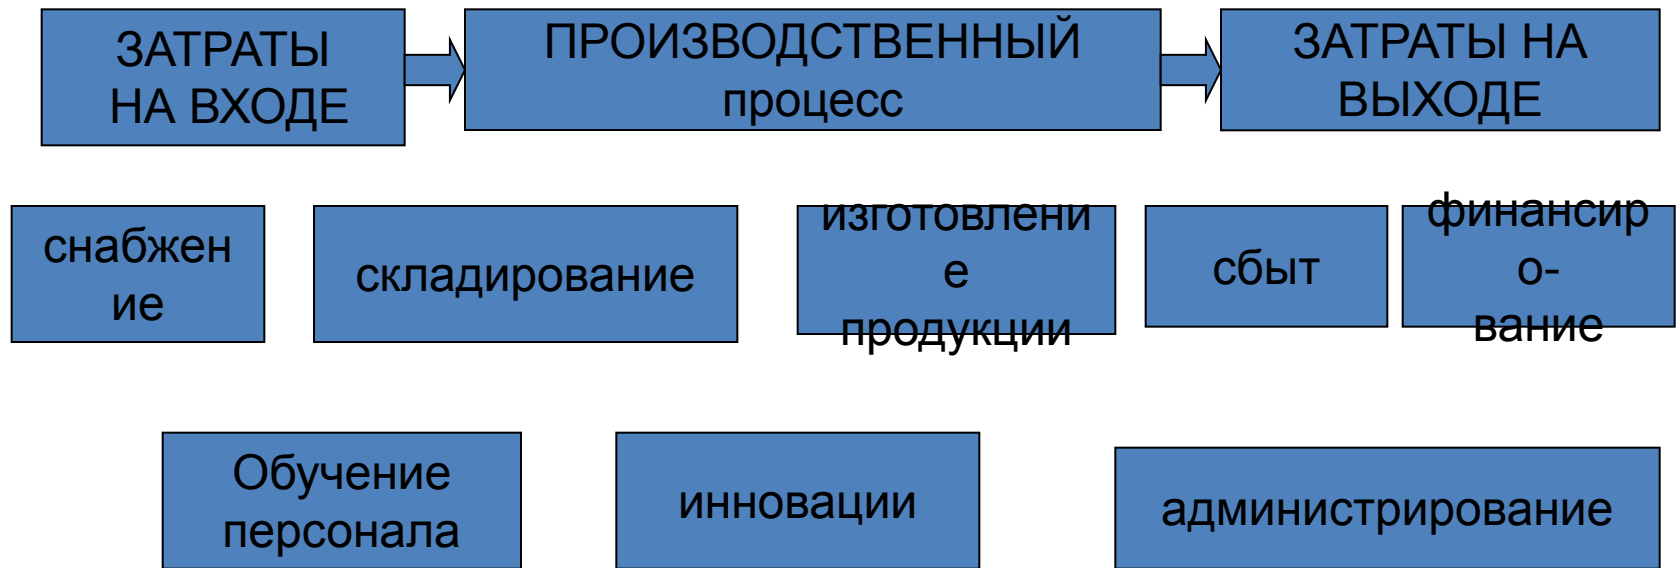 ЗАТРАТЫ
НА ВХОДЕ
ПРОИЗВОДСТВЕННЫЙ
процесс
ЗАТРАТЫ НА
ВЫХОДЕ
снабжен
ие
складирование
изготовлени
е
продукции
сбыт
финансир
о-
вание
Обучение
персонала
инновации
администрирование